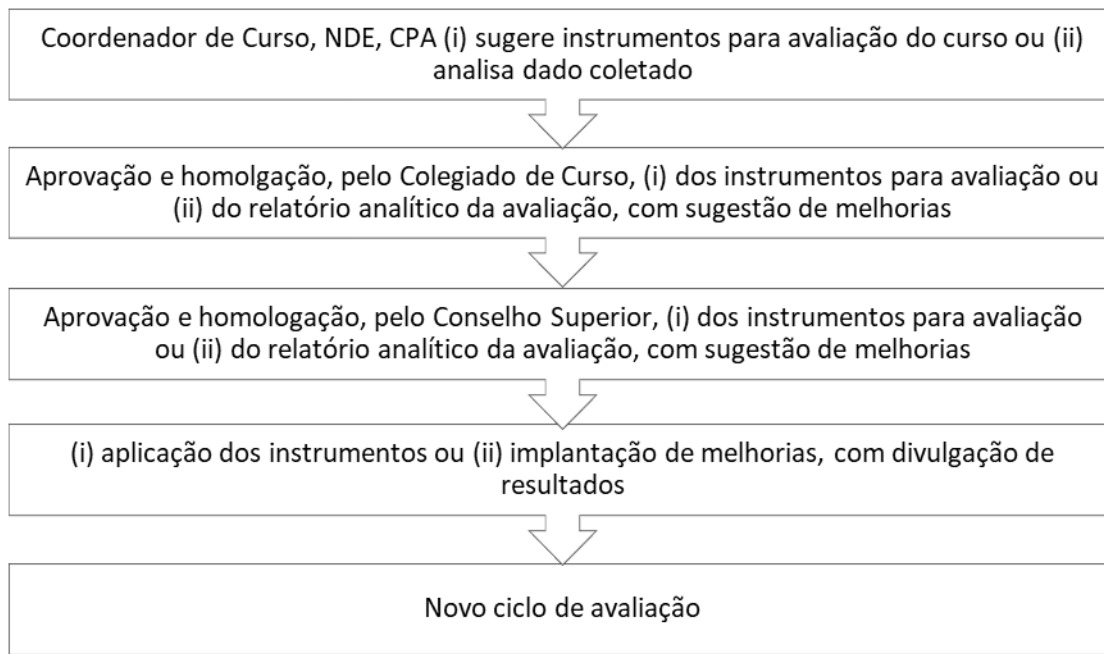 Coordenador de Curso, NDE, CPA (i) sugere instrumentos para avaliação do curso ou (ii)
analisa dado coletado
Aprovação e homolgação, pelo Colegiado de Curso, (i) dos instrumentos para avaliação ou
(ii) do relatório analítico da avaliação, com sugestão de melhorias
Aprovação e homologação, pelo Conselho Superior, (i) dos instrumentos para avaliação
ou (ii) do relatório analítico da avaliação, com sugestão de melhorias
(i) aplicação dos instrumentos ou (ii) implantação de melhorias, com divulgação de
resultados
Novo ciclo de avaliação